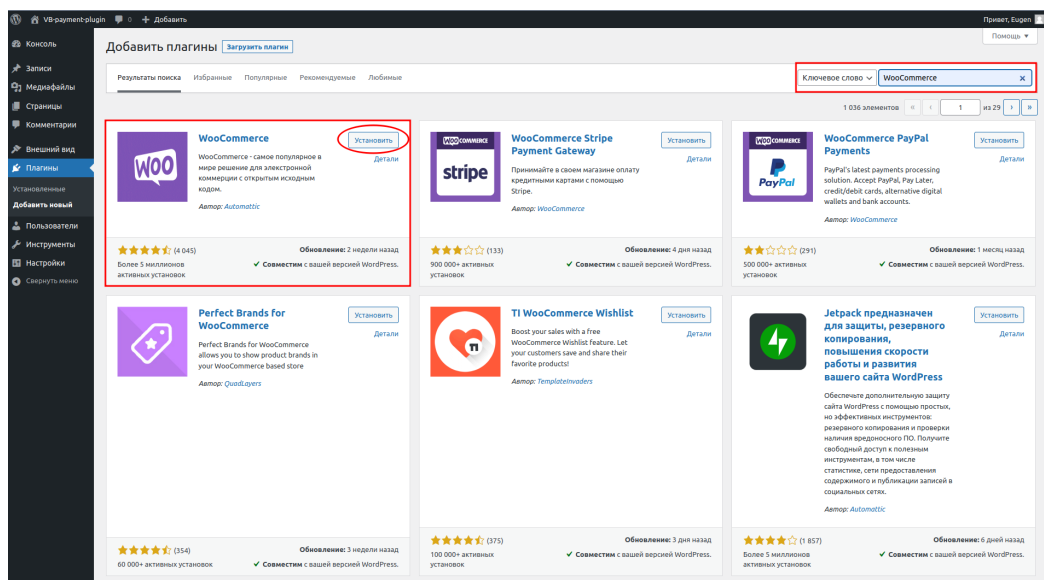 VB-payment-plugin 0 + Добавить
Привет, Eugen
Консоль
Записи
Медиафайлы
Страницы
Комментарии
Внешний вид
Плагины
Установленные
Добавить новый
Пользователи
Инструменты
Настройки
Свернуть меню
Помощь
Добавить плагины Загрузить плагин
Результаты поиска Избранные Популярные Рекомендуемые Любимые
Ключевое слово WooCommerce ×
1 036 элементов « ‹ 1 из 29 › »
WOO
WooCommerce
Установить
Детали
WooCommerce - самое популярное в
мире решение для элекстронной
коммерции с открытым исходным
кодом.
Автор: Automattic
(4 045)
Обновление: 2 недели назад
Более 5 миллионов
активных установок
✓ Совместим с вашей версией WordPress.
WOO COMMERCE
stripe
WooCommerce Stripe
Payment Gateway
Установить
Детали
Принимайте в своем магазине оплату
кредитными картами с помощью
Stripe.
Автор: WooCommerce
(133)
Обновление: 4 дня назад
900 000+ активных
установок
✓ Совместим с вашей версией WordPress.
WOO COMMERCE
PayPal
WooCommerce PayPal
Payments
Установить
Детали
PayPal's latest payments processing
solution. Accept PayPal, Pay Later,
credit/debit cards, alternative digital
wallets and bank accounts.
Автор: WooCommerce
(291)
Обновление: 1 месяц назад
500 000+ активных
установок
✓ Совместим с вашей версией WordPress.
Perfect Brands for
WooCommerce
Установить
Детали
Perfect Brands for WooCommerce
allows you to show product brands in
your WooCommerce based store
Автор: QuadLayers
(354)
Обновление: 3 недели назад
60 000+ активных установок
✓ Совместим с вашей версией WordPress.
TI
TI WooCommerce Wishlist
Установить
Детали
Boost your sales with a free
WooCommerce Wishlist feature. Let
your customers save and share their
favorite products!
Автор: TemplateInvaders
(375)
Обновление: 3 дня назад
100 000+ активных
установок
✓ Совместим с вашей версией WordPress.
Jetpack предназначен
для защиты, резервного
копирования,
повышения скорости
работы и развития
вашего сайта WordPress
Установить
Детали
Обеспечьте дополнительную защиту
сайта WordPress с помощью простых,
но эффективных инструментов:
резервного копирования и проверки
наличия вредоносного ПО. Получите
свободный доступ к полезным
инструментам, в том числе
статистике, сети предоставления
содержимого и публикации записей в
социальных сетях.
Автор: Automattic
(1 857)
Обновление: 6 дней назад
Более 5 миллионов
активных установок
✓ Совместим с вашей версией WordPress.